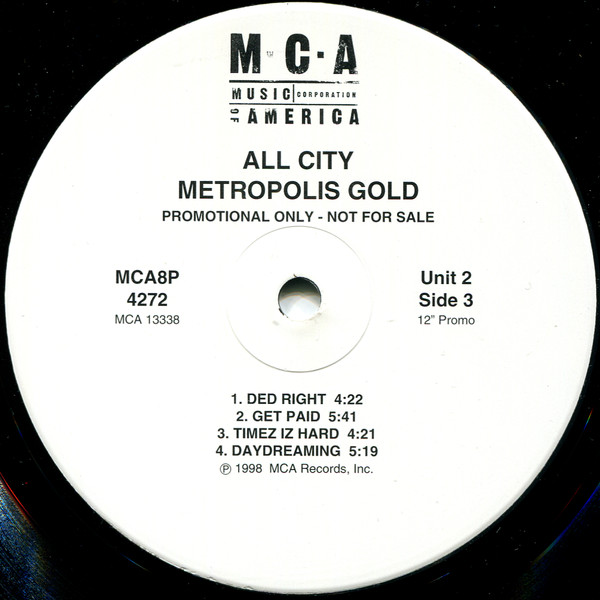 M™C·A
MUSIC CORPORATION
OF AMERICA
ALL CITY
METROPOLIS GOLD
PROMOTIONAL ONLY - NOT FOR SALE
MCA8P
4272
MCA 13338
Unit 2
Side 3
12" Promo
1. DED RIGHT 4:22
2. GET PAID 5:41
3. TIMEZ IZ HARD 4:21
4. DAYDREAMING 5:19
℗ 1998 MCA Records, Inc.